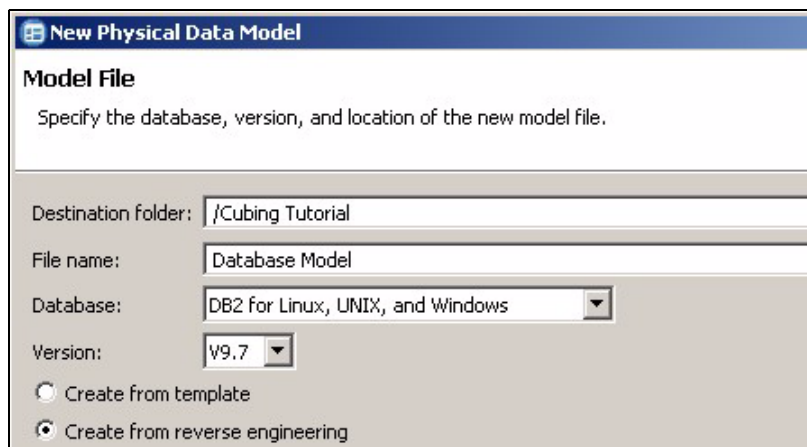 New Physical Data Model
Model File
Specify the database, version, and location of the new model file.
Destination folder: /Cubing Tutorial
File name: Database Model
Database: DB2 for Linux, UNIX, and Windows
Version: V9.7
Create from template
Create from reverse engineering